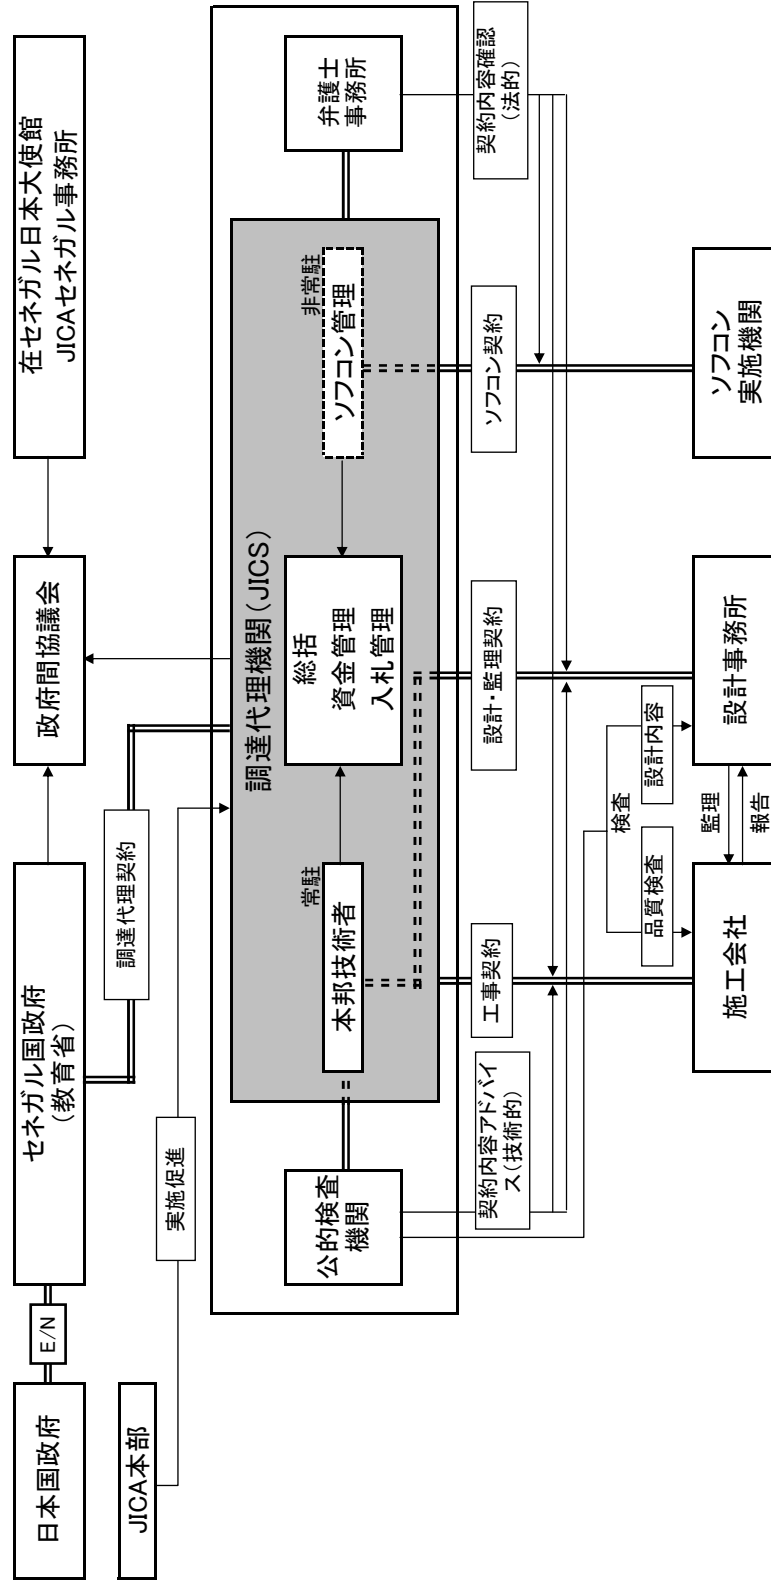 日本国政府
E/N
セネガル国政府
(教育省)
政府間協議会
在セネガル日本大使館
JICAセネガル事務所
JICA本部
実施促進
調達代理契約
調達代理機関(JICS)
公的検査
機関
常駐
本邦技術者
総括
資金管理
入札管理
非常駐
ソフコン管理
弁護士
事務所
契約内容アドバイ
ス(技術的)
工事契約
設計・監理契約
ソフコン契約
契約内容確認
(法的)
検査
品質検査
設計内容
監理
報告
施工会社
設計事務所
ソフコン
実施機関